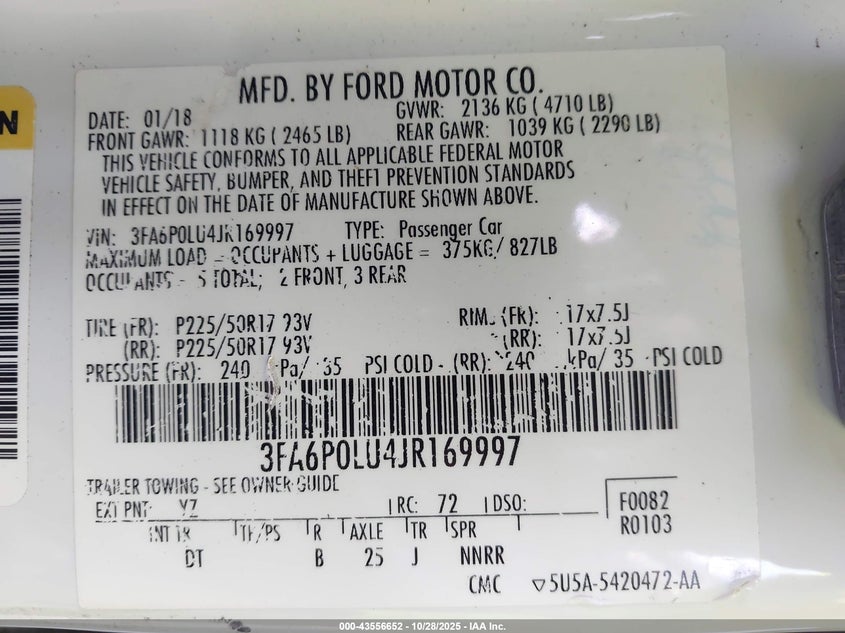 N
MFD. BY FORD MOTOR CO.
DATE: 01/18 GVWR: 2136 KG ( 4710 LB)
FRONT GAWR: 1118 KG ( 2465 LB) REAR GAWR: 1039 KG ( 2290 LB)
THIS VEHICLE CONFORMS TO ALL APPLICABLE FEDERAL MOTOR
VEHICLE SAFETY, BUMPER, AND THEFT PREVENTION STANDARDS
IN EFFECT ON THE DATE OF MANUFACTURE SHOWN ABOVE.
VIN: 3FA6P0LU4JR169997 TYPE: Passenger Car
MAXIMUM LOAD = OCCUPANTS + LUGGAGE = 375KG/ 827LB
OCCUPANTS = 5 TOTAL; 2 FRONT, 3 REAR
TIRE (FR): P225/50R17 93V RIM: (FR): 17x7.5J
(RR): P225/50R17 93V (RR): 17x7.5J
PRESSURE (FR): 240 kPa/ 35 PSI COLD - (RR): 240 kPa/ 35 PSI COLD
3FA6P0LU4JR169997
TRAILER TOWING - SEE OWNER GUIDE
EXT PNT: YZ RC: 72 DSO: F0082
INT TR TP/PS R AXLE TR SPR R0103
DT B 25 J NNRR
CMC ▽5U5A-5420472-AA
000-43556652 | 10/28/2025 - IAA Inc.